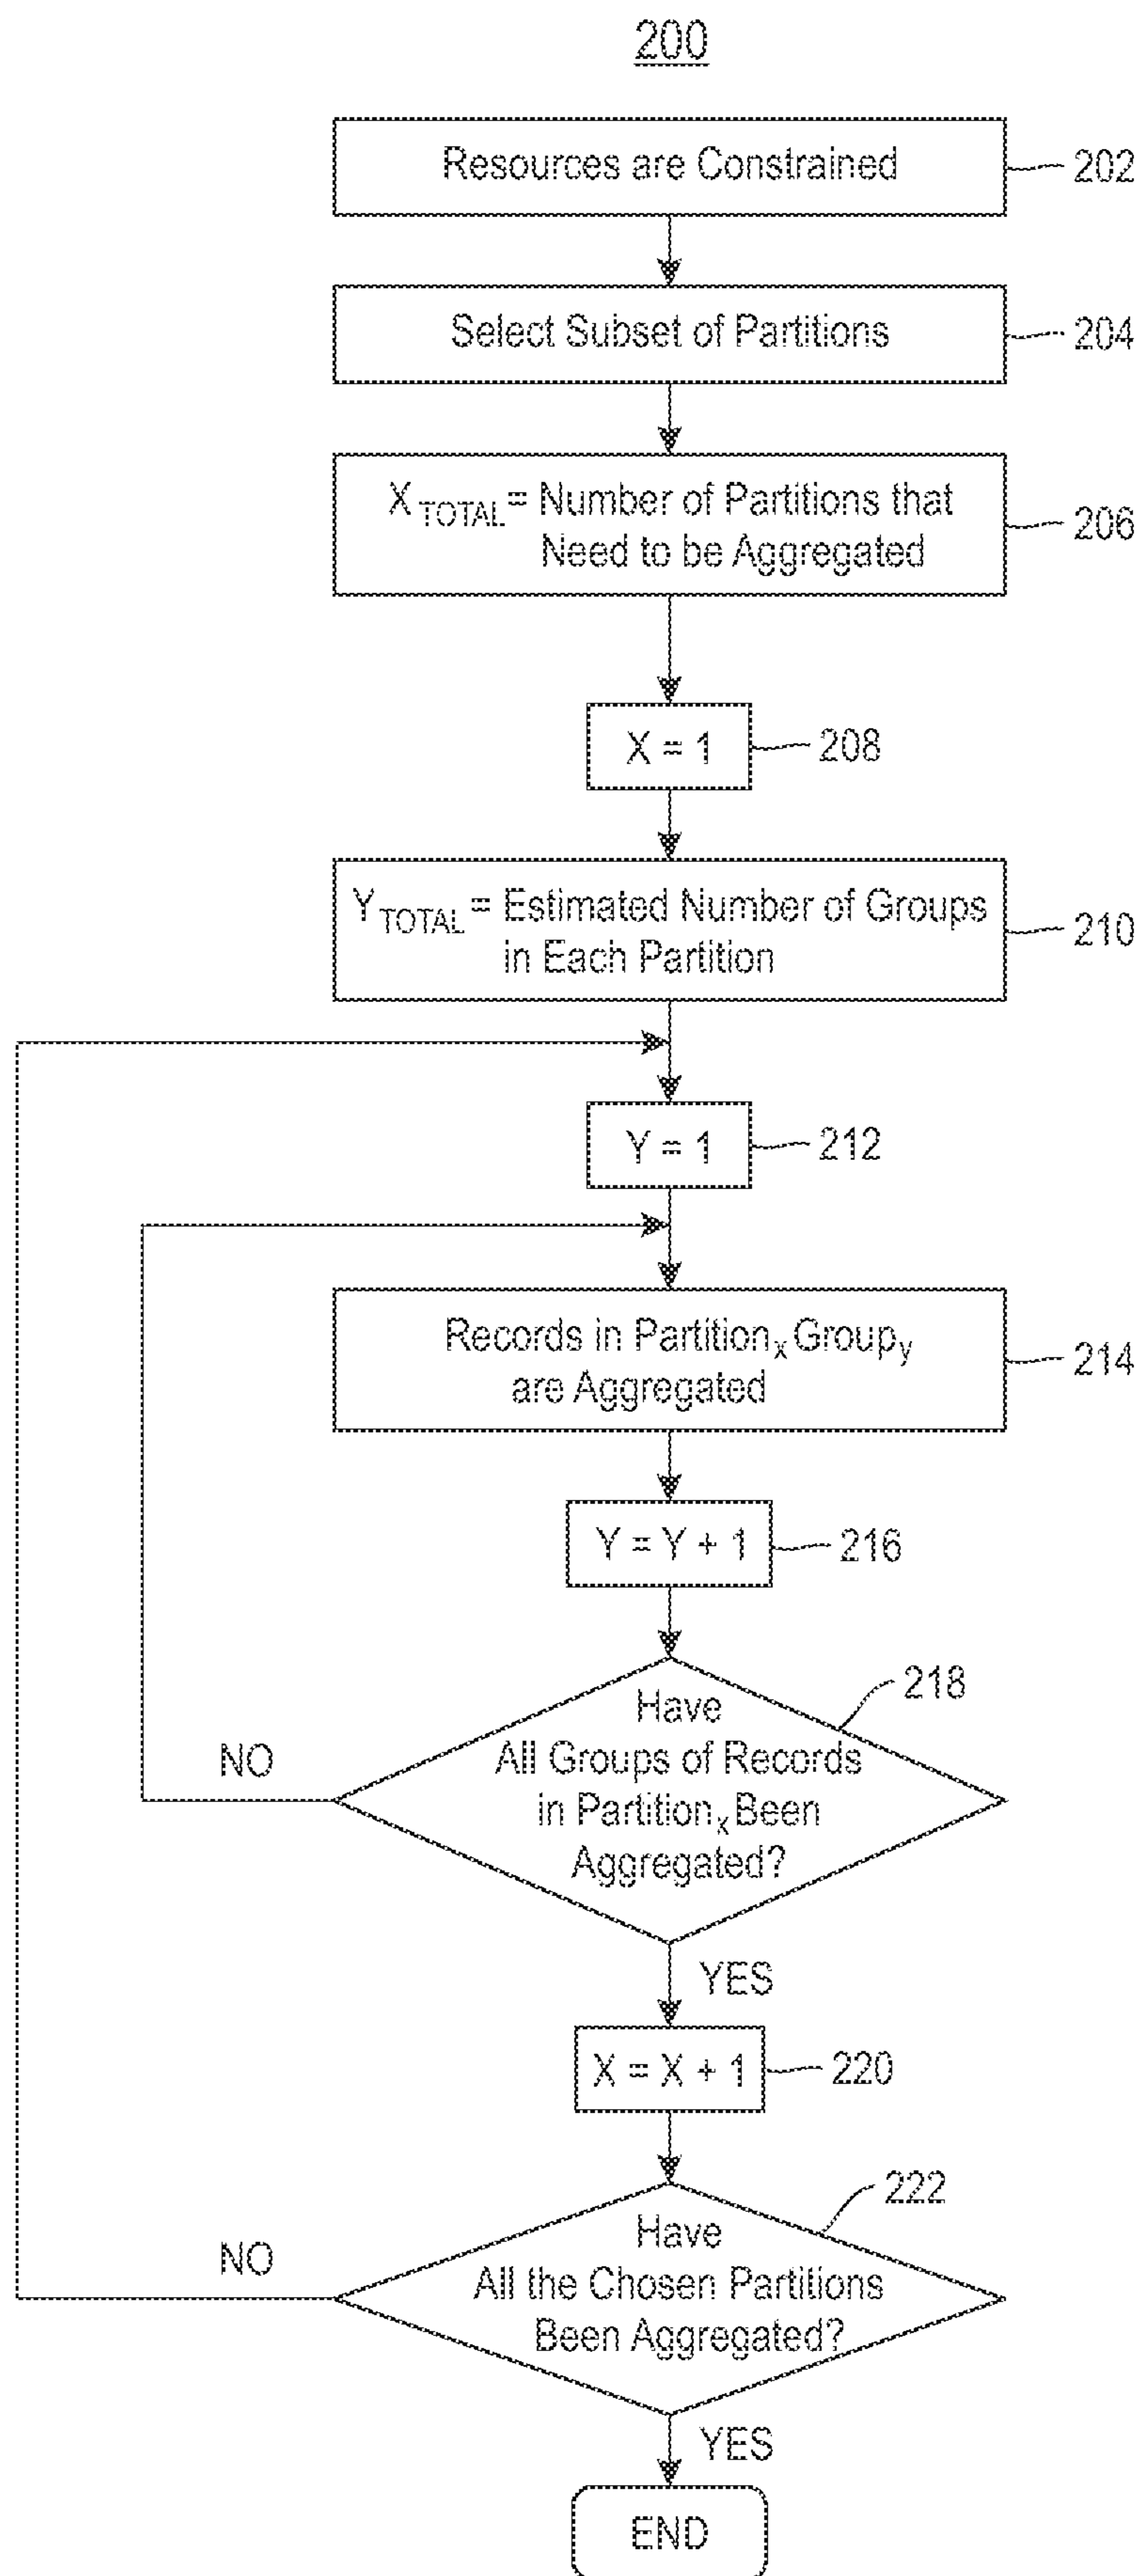 200
Resources are Constrained
202
Select Subset of Partitions
204
X TOTAL = Number of Partitions that
Need to be Aggregated
206
X = 1
208
Y TOTAL = Estimated Number of Groups
in Each Partition
210
Y = 1
212
Records in Partition x Group y
are Aggregated
214
Y = Y + 1
216
218
Have
All Groups of Records
in Partition x Been
Aggregated?
NO
YES
X = X + 1
220
222
Have
All the Chosen Partitions
Been Aggregated?
NO
YES
END